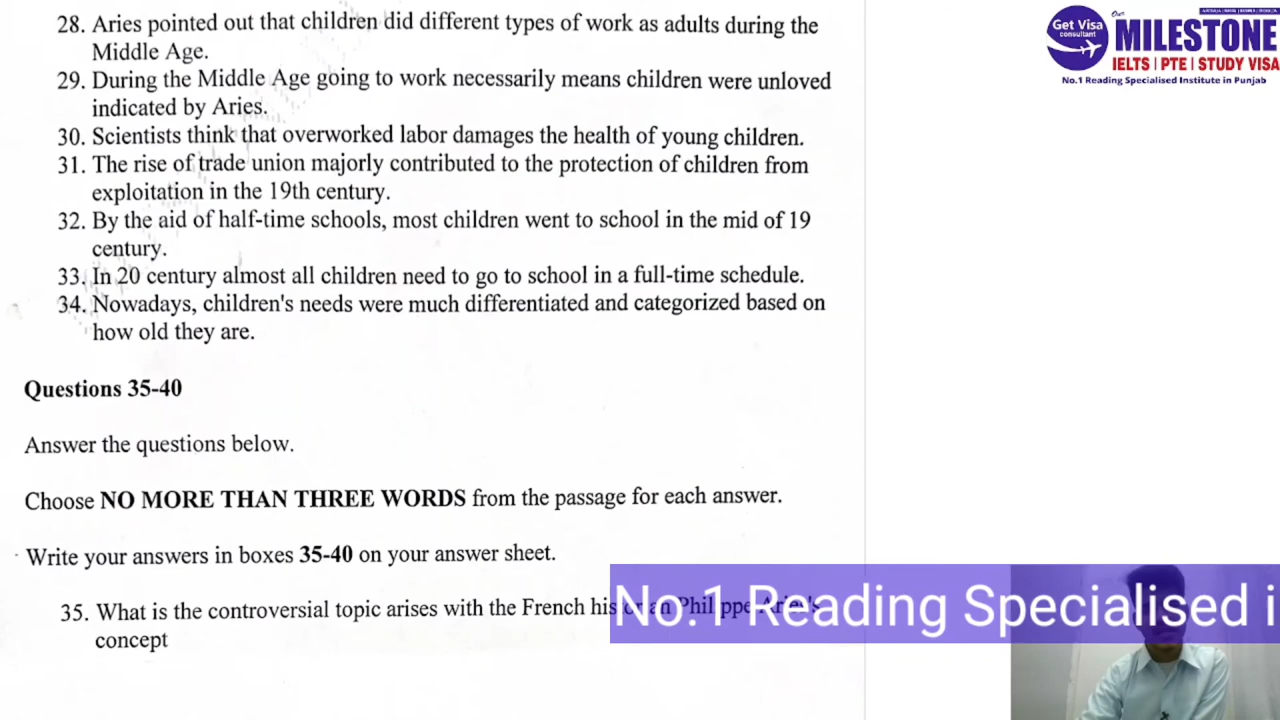 28. Aries pointed out that children did different types of work as adults during the
Middle Age.
29. During the Middle Age going to work necessarily means children were unloved
indicated by Aries.
30. Scientists think that overworked labor damages the health of young children.
31. The rise of trade union majorly contributed to the protection of children from
exploitation in the 19th century.
32. By the aid of half-time schools, most children went to school in the mid of 19
century.
33. In 20 century almost all children need to go to school in a full-time schedule.
34. Nowadays, children's needs were much differentiated and categorized based on
how old they are.
Questions 35-40
Answer the questions below.
Choose NO MORE THAN THREE WORDS from the passage for each answer.
Write your answers in boxes 35-40 on your answer sheet.
35. What is the controversial topic arises with the French historian Philippe Aries's
concept
Get Visa
consultant
Our
MILESTONE
IELTS | PTE | STUDY VISA
No.1 Reading Specialised Institute in Punjab
No.1 Reading Specialised i